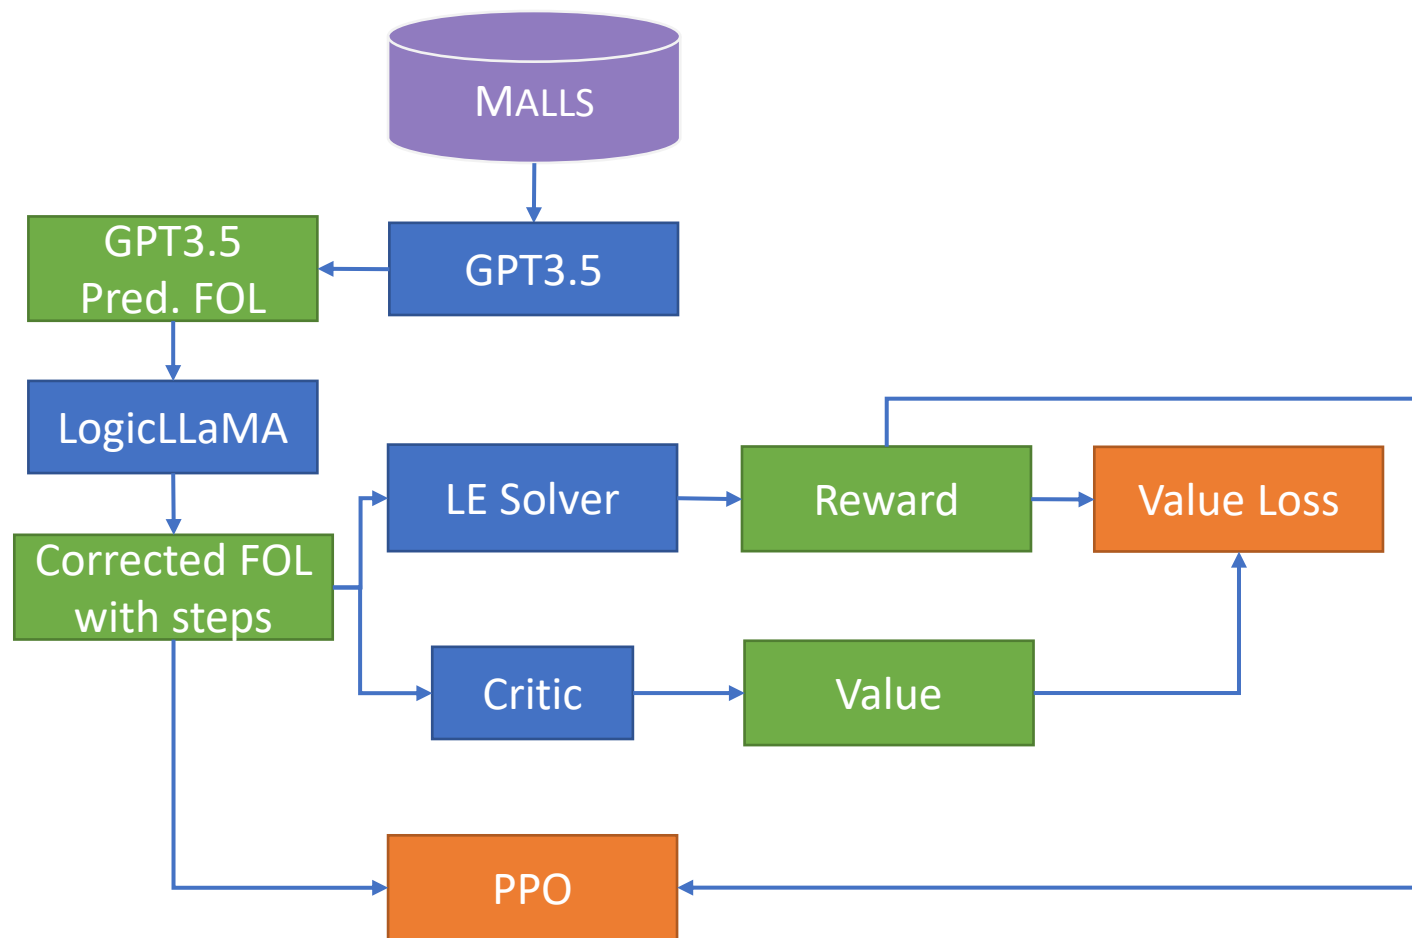 MALLS
GPT3.5
Pred. FOL
GPT3.5
LogicLLaMA
LE Solver
Reward
Value Loss
Corrected FOL
with steps
Critic
Value
PPO